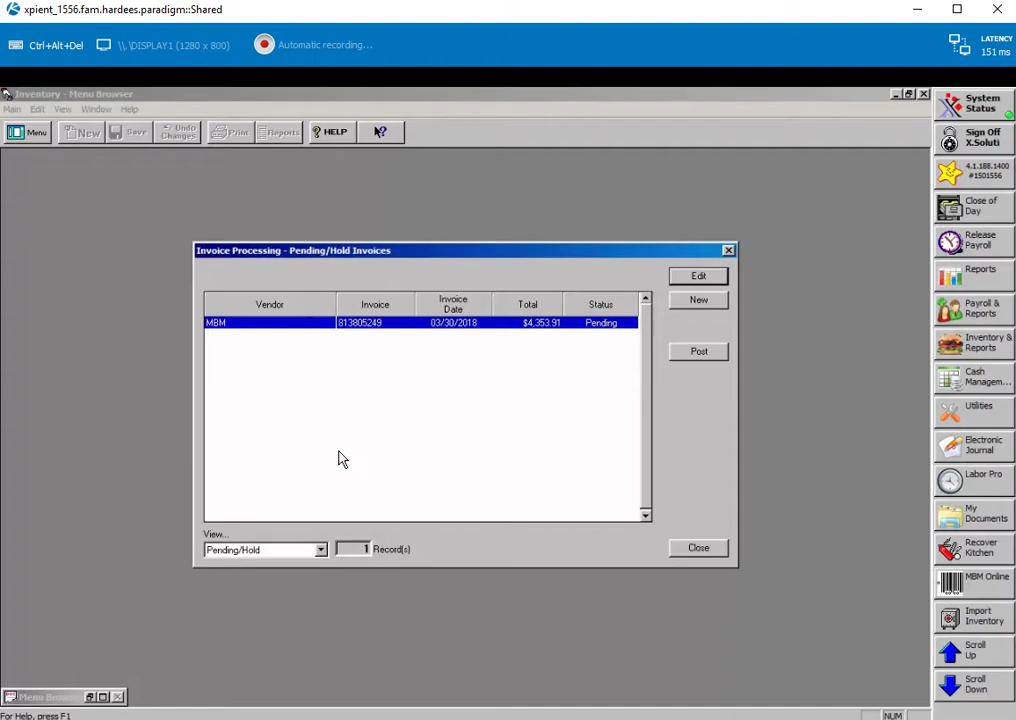 xpient_1556.fam.hardees.paradigm::Shared
Ctrl+Alt+Del
\\.\DISPLAY1 (1280 x 800)
Automatic recording...
LATENCY
151 ms
Inventory - Menu Browser
Main Edit View Window Help
Menu
New
Save
Undo
Changes
Print
Reports
HELP
Invoice Processing - Pending/Hold Invoices
Vendor
Invoice
Invoice
Date
Total
Status
MBM 813805249 03/30/2018 $4,353.91 Pending
Edit
New
Post
Close
View...
Pending/Hold
1 Record(s)
System
Status
Sign Off
X.Soluti
4.1.188.1400
#1501556
Close of
Day
Release
Payroll
Reports
Payroll &
Reports
Inventory &
Reports
Cash
Managem...
Utilities
Electronic
Journal
Labor Pro
My
Documents
Recover
Kitchen
MBM Online
Import
Inventory
Scroll
Up
Scroll
Down
Menu Browser
For Help, press F1
NUM